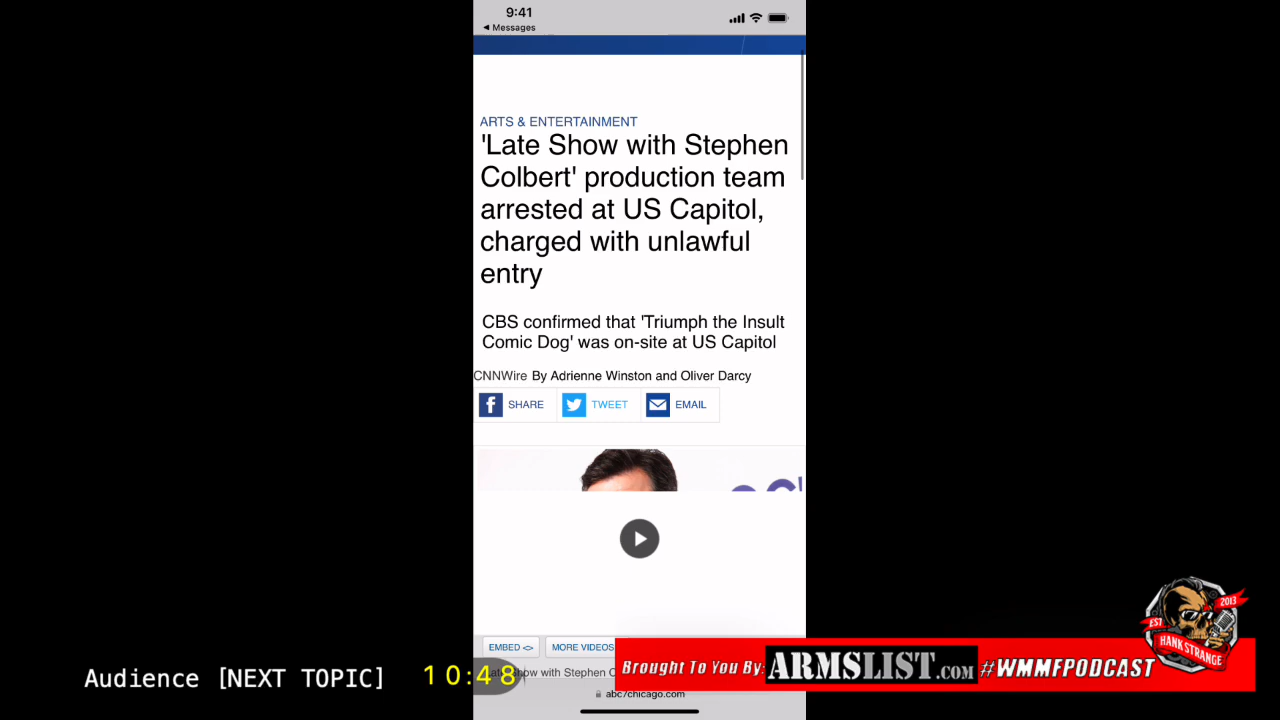 9:41
◀ Messages
ARTS & ENTERTAINMENT
'Late Show with Stephen
Colbert' production team
arrested at US Capitol,
charged with unlawful
entry
CBS confirmed that 'Triumph the Insult
Comic Dog' was on-site at US Capitol
CNNWire By Adrienne Winston and Oliver Darcy
SHARE TWEET EMAIL
EMBED <> MORE VIDEOS
Show with Stephen
abc7chicago.com
Audience [NEXT TOPIC] 10:48
Brought To You By: ARMSLIST.COM #WMMFPODCAST
EST 2013
HANK STRANGE